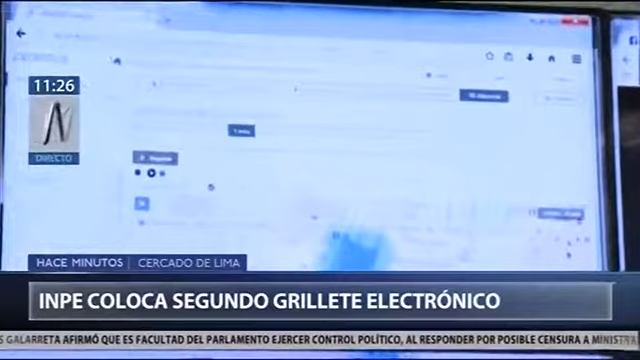 11:26
N
DIRECTO
HACE MINUTOS | CERCADO DE LIMA
INPE COLOCA SEGUNDO GRILLETE ELECTRÓNICO
GALARRETA AFIRMÓ QUE ES FACULTAD DEL PARLAMENTO EJERCER CONTROL POLÍTICO, AL RESPONDER POR POSIBLE CENSURA A